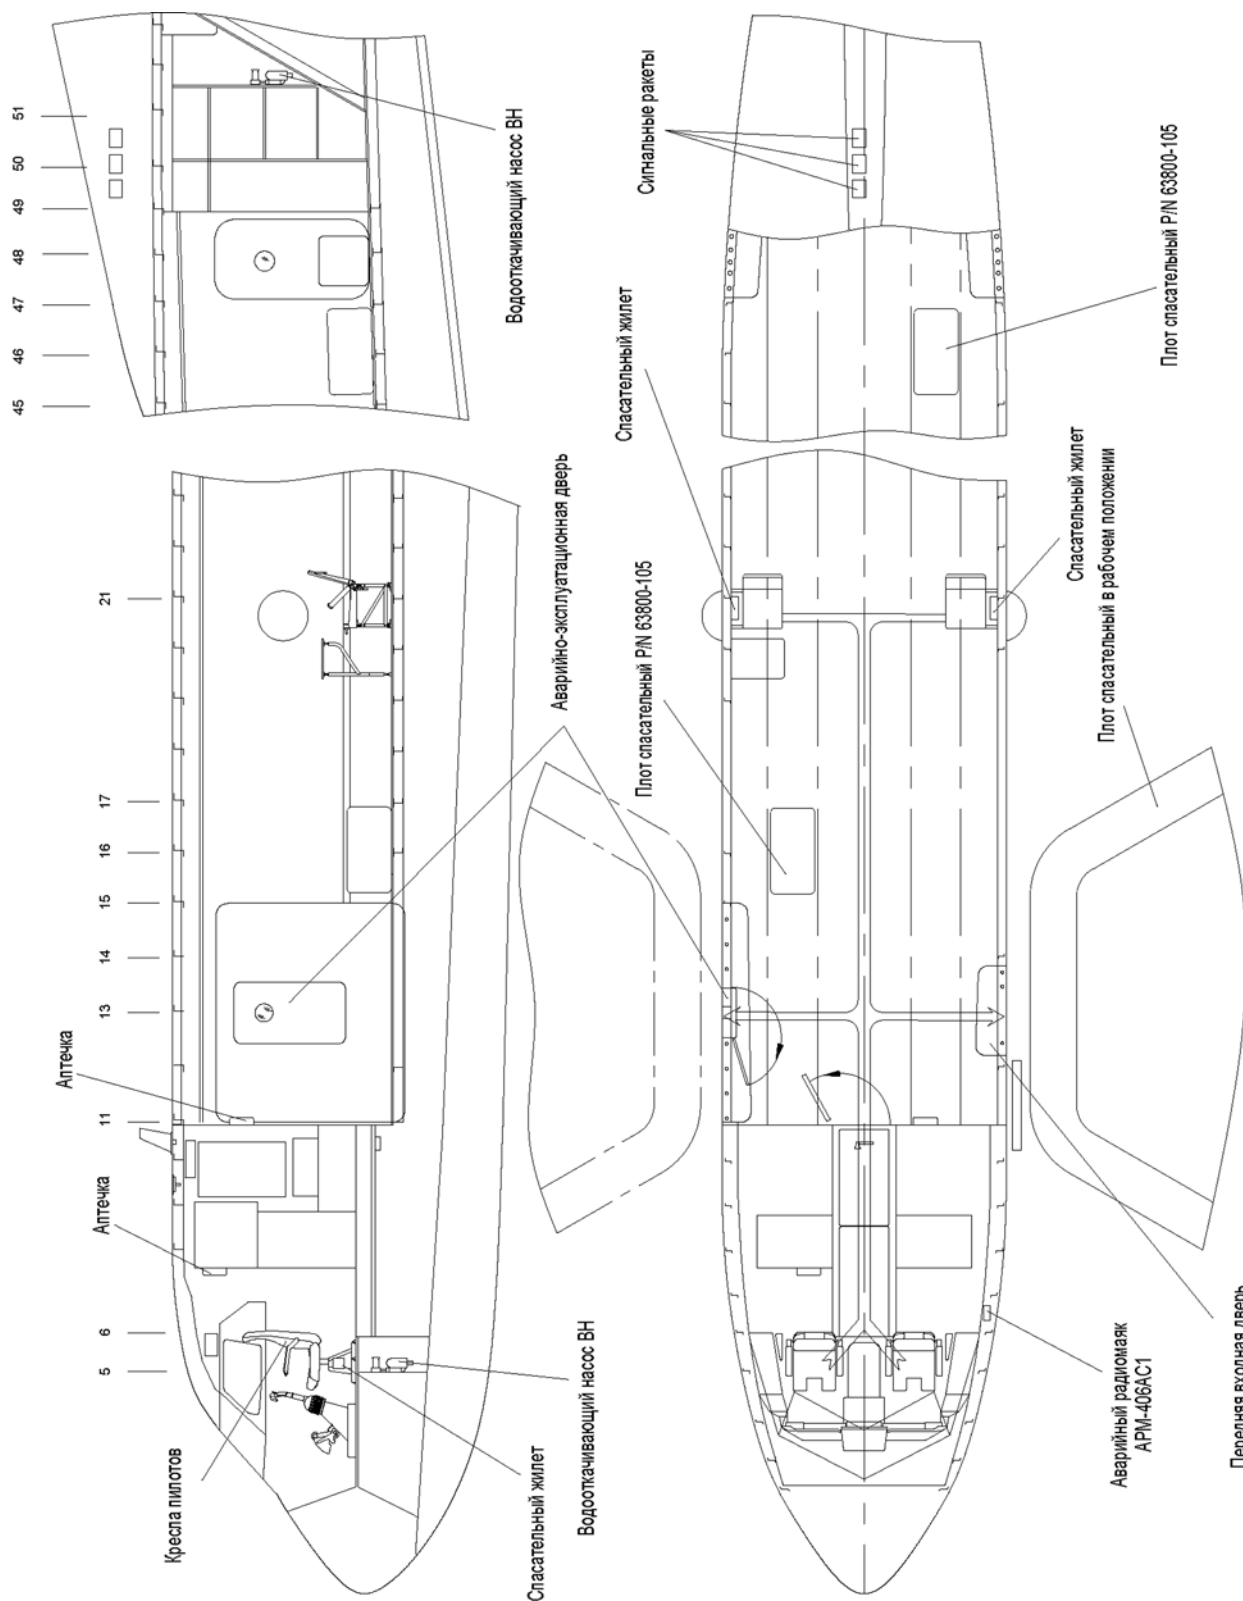 5 6 11 13 14 15 16 17 21 45 46 47 48 49 50 51
Аптечка
Аптечка
Кресла пилотов
Спасательный жилет
Водооткачивающий насос ВН
Аварийно-эксплуатационная дверь
Водооткачивающий насос ВН
Плот спасательный P/N 63800-105
Спасательный жилет
Сигнальные ракеты
Аварийный радиомаяк
АРМ-406АС1
Плот спасательный в рабочем положении
Спасательный жилет
Плот спасательный P/N 63800-105
Передняя входная дверь